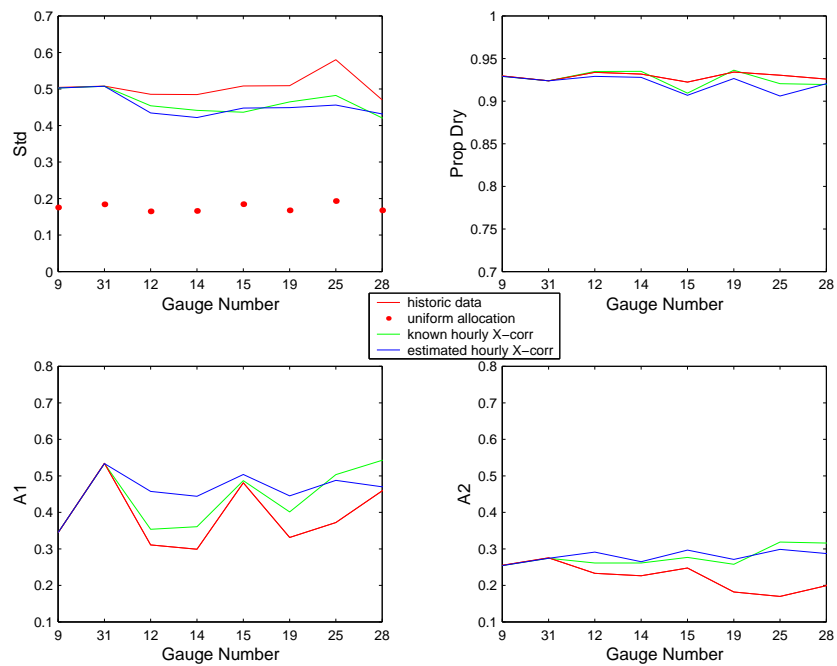 0.7
0.6
0.5
0.4
0.3
0.2
0.1
0
Std
9 31 12 14 15 19 25 28
Gauge Number
1
0.95
0.9
0.85
0.8
0.75
0.7
Prop Dry
9 31 12 14 15 19 25 28
Gauge Number
historic data
uniform allocation
known hourly X−corr
estimated hourly X−corr
0.8
0.7
0.6
0.5
0.4
0.3
0.2
0.1
A1
9 31 12 14 15 19 25 28
Gauge Number
0.8
0.7
0.6
0.5
0.4
0.3
0.2
0.1
A2
9 31 12 14 15 19 25 28
Gauge Number